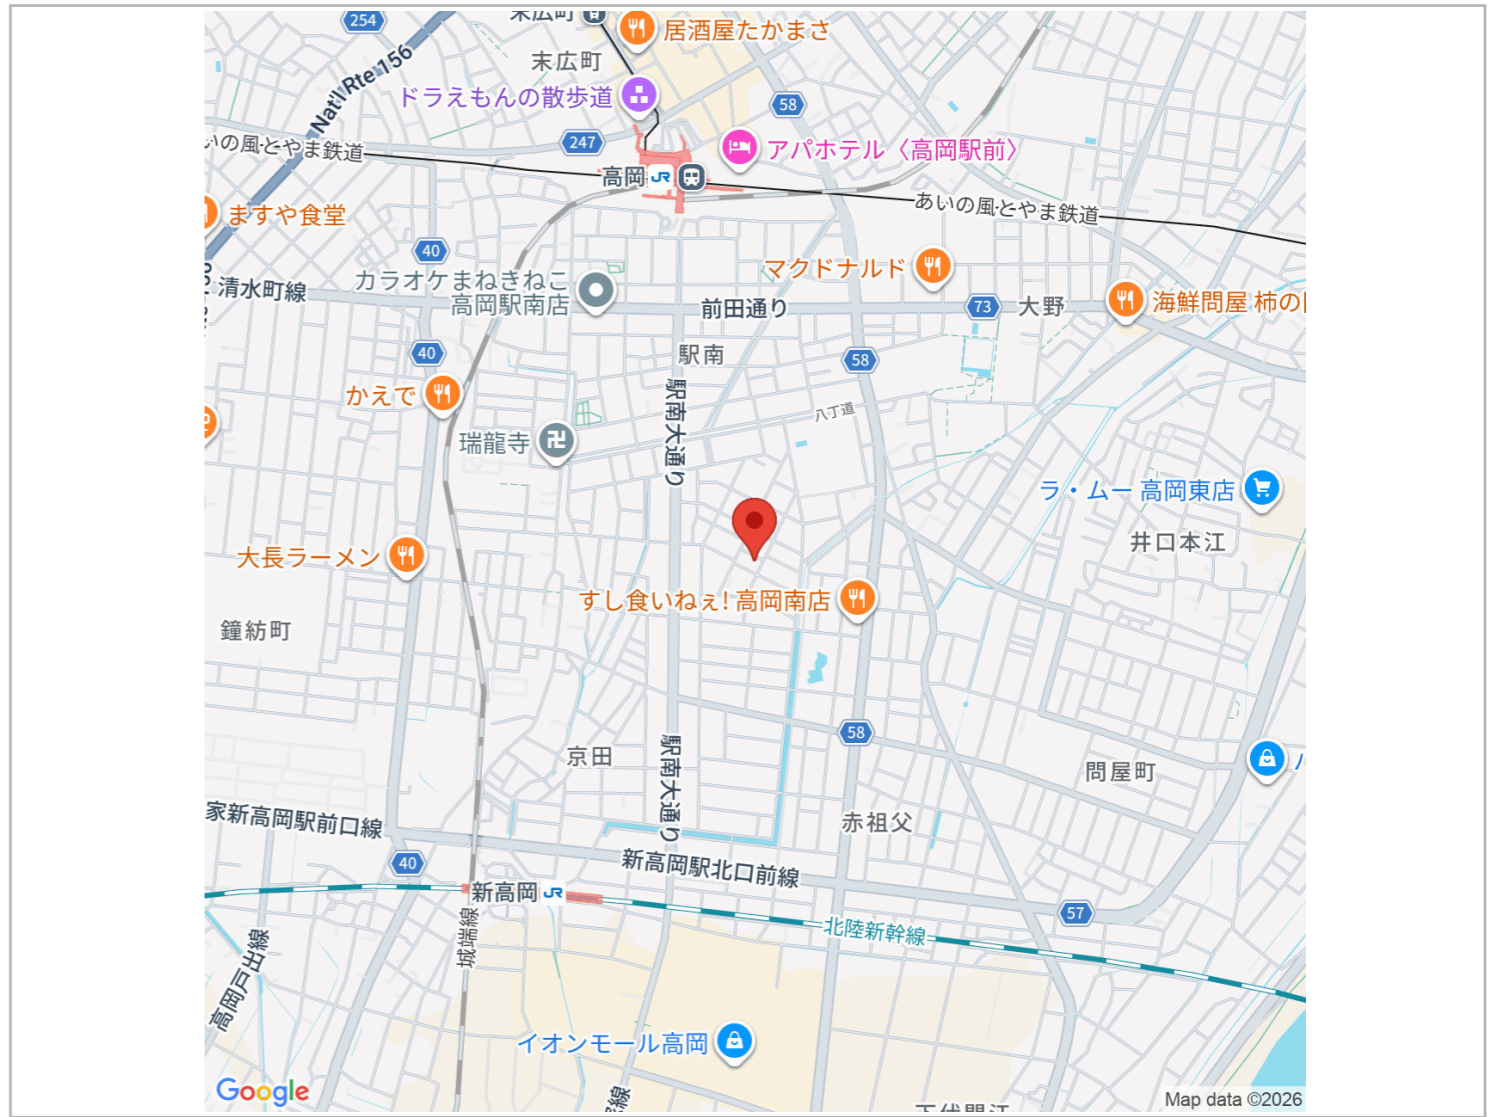 254
末広町
居酒屋たかまさ
末広町
Nat'l Rte 156
ドラえもんの散歩道
58
247
いの風とやま鉄道
アパホテル〈高岡駅前〉
高岡
JR
ますや食堂
あいの風とやま鉄道
40
マクドナルド
カラオケまねきねこ
高岡駅南店
清水町線
前田通り
73
大野
海鮮問屋 柿の
駅南
40
58
かえで
駅南大通り
八丁道
瑞龍寺
卍
ラ・ムー 高岡東店
井口本江
大長ラーメン
すし食いねぇ! 高岡南店
鐘紡町
58
京田
駅南大通り
問屋町
家新高岡駅前口線
赤祖父
新高岡駅北口前線
40
新高岡
JR
57
北陸新幹線
城端線
高岡戸出線
イオンモール高岡
Google
Map data ©2026